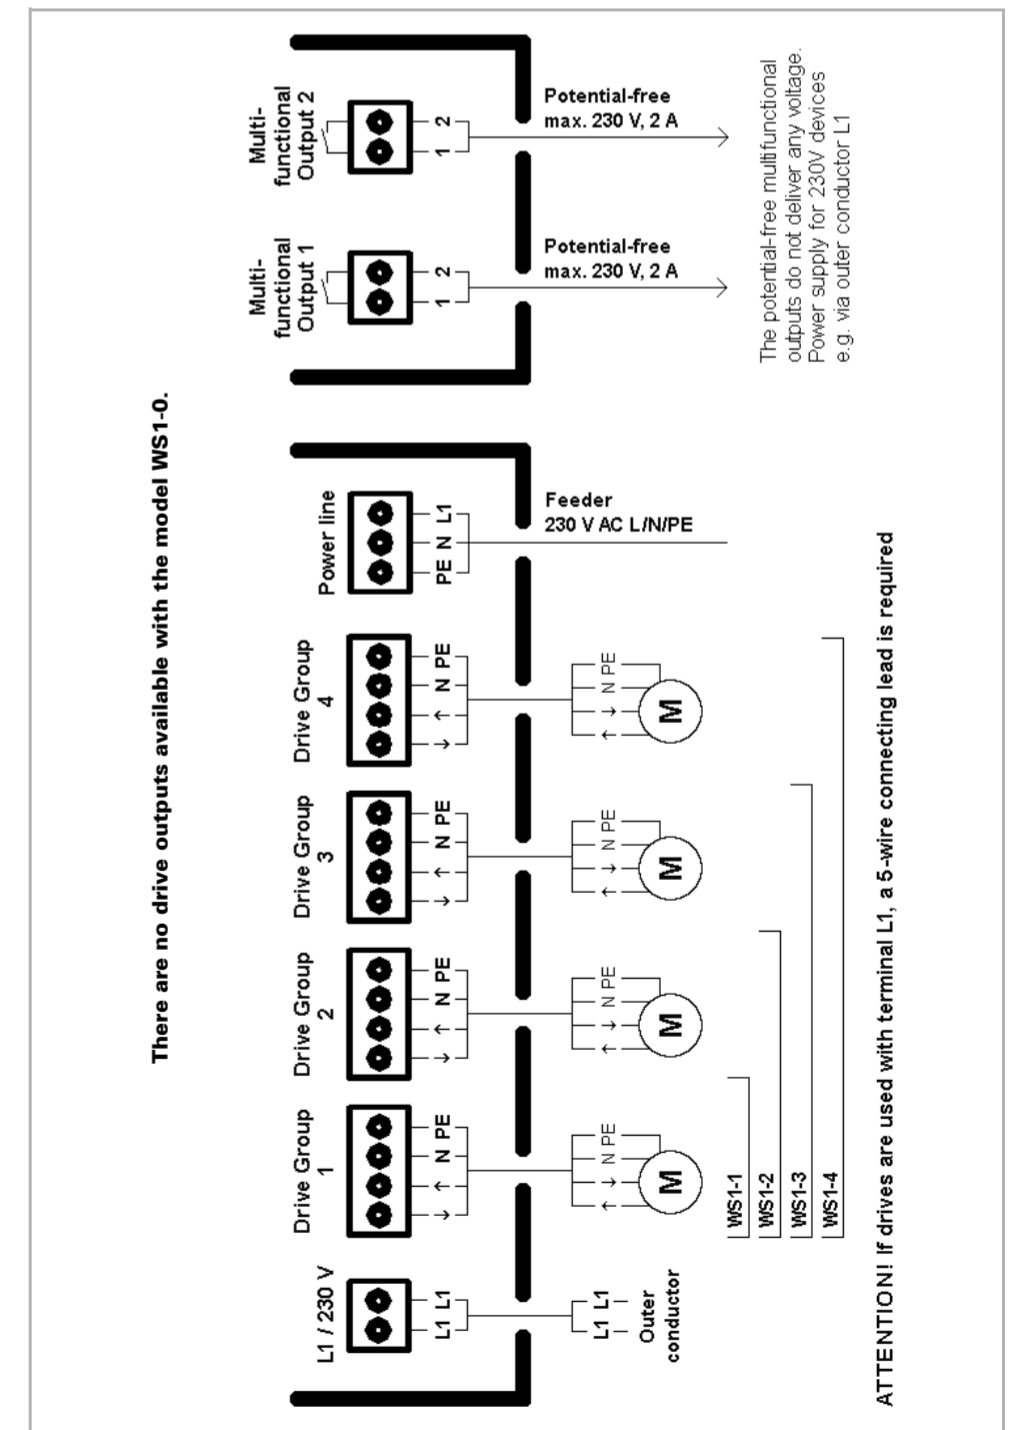 There are no drive outputs available with the model WS1-0.
L1 / 230 V
Drive Group
1
Drive Group
2
Drive Group
3
Drive Group
4
Power line
Multi-
functional
Output 1
Multi-
functional
Output 2
L1 L1
→ ← N PE
→ ← N PE
→ ← N PE
→ ← N PE
PE N L1
1 2
1 2
Feeder
230 V AC L/N/PE
Potential-free
max. 230 V, 2 A
Potential-free
max. 230 V, 2 A
L1 L1
Outer
conductor
← → N PE
M
← → N PE
M
← → N PE
M
← → N PE
M
WS1-1
WS1-2
WS1-3
WS1-4
The potential-free multifunctional
outputs do not deliver any voltage.
Power supply for 230V devices
e.g. via outer conductor L1
ATTENTION! If drives are used with terminal L1, a 5-wire connecting lead is required